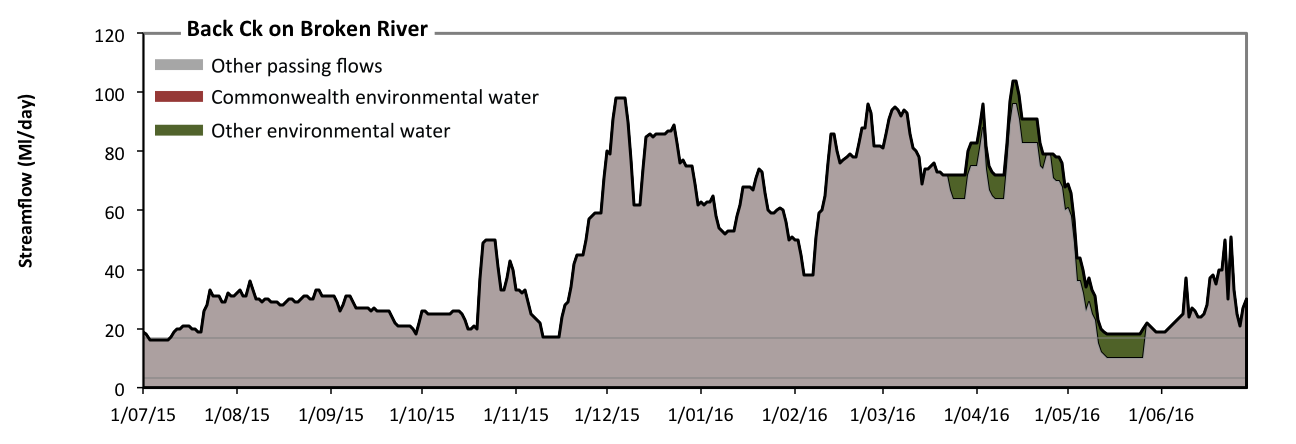 Back Ck on Broken River
Streamflow (Ml/day)
120
100
80
60
40
20
0
Other passing flows
Commonwealth environmental water
Other environmental water
1/07/15 1/08/15 1/09/15 1/10/15 1/11/15 1/12/15 1/01/16 1/02/16 1/03/16 1/04/16 1/05/16 1/06/16